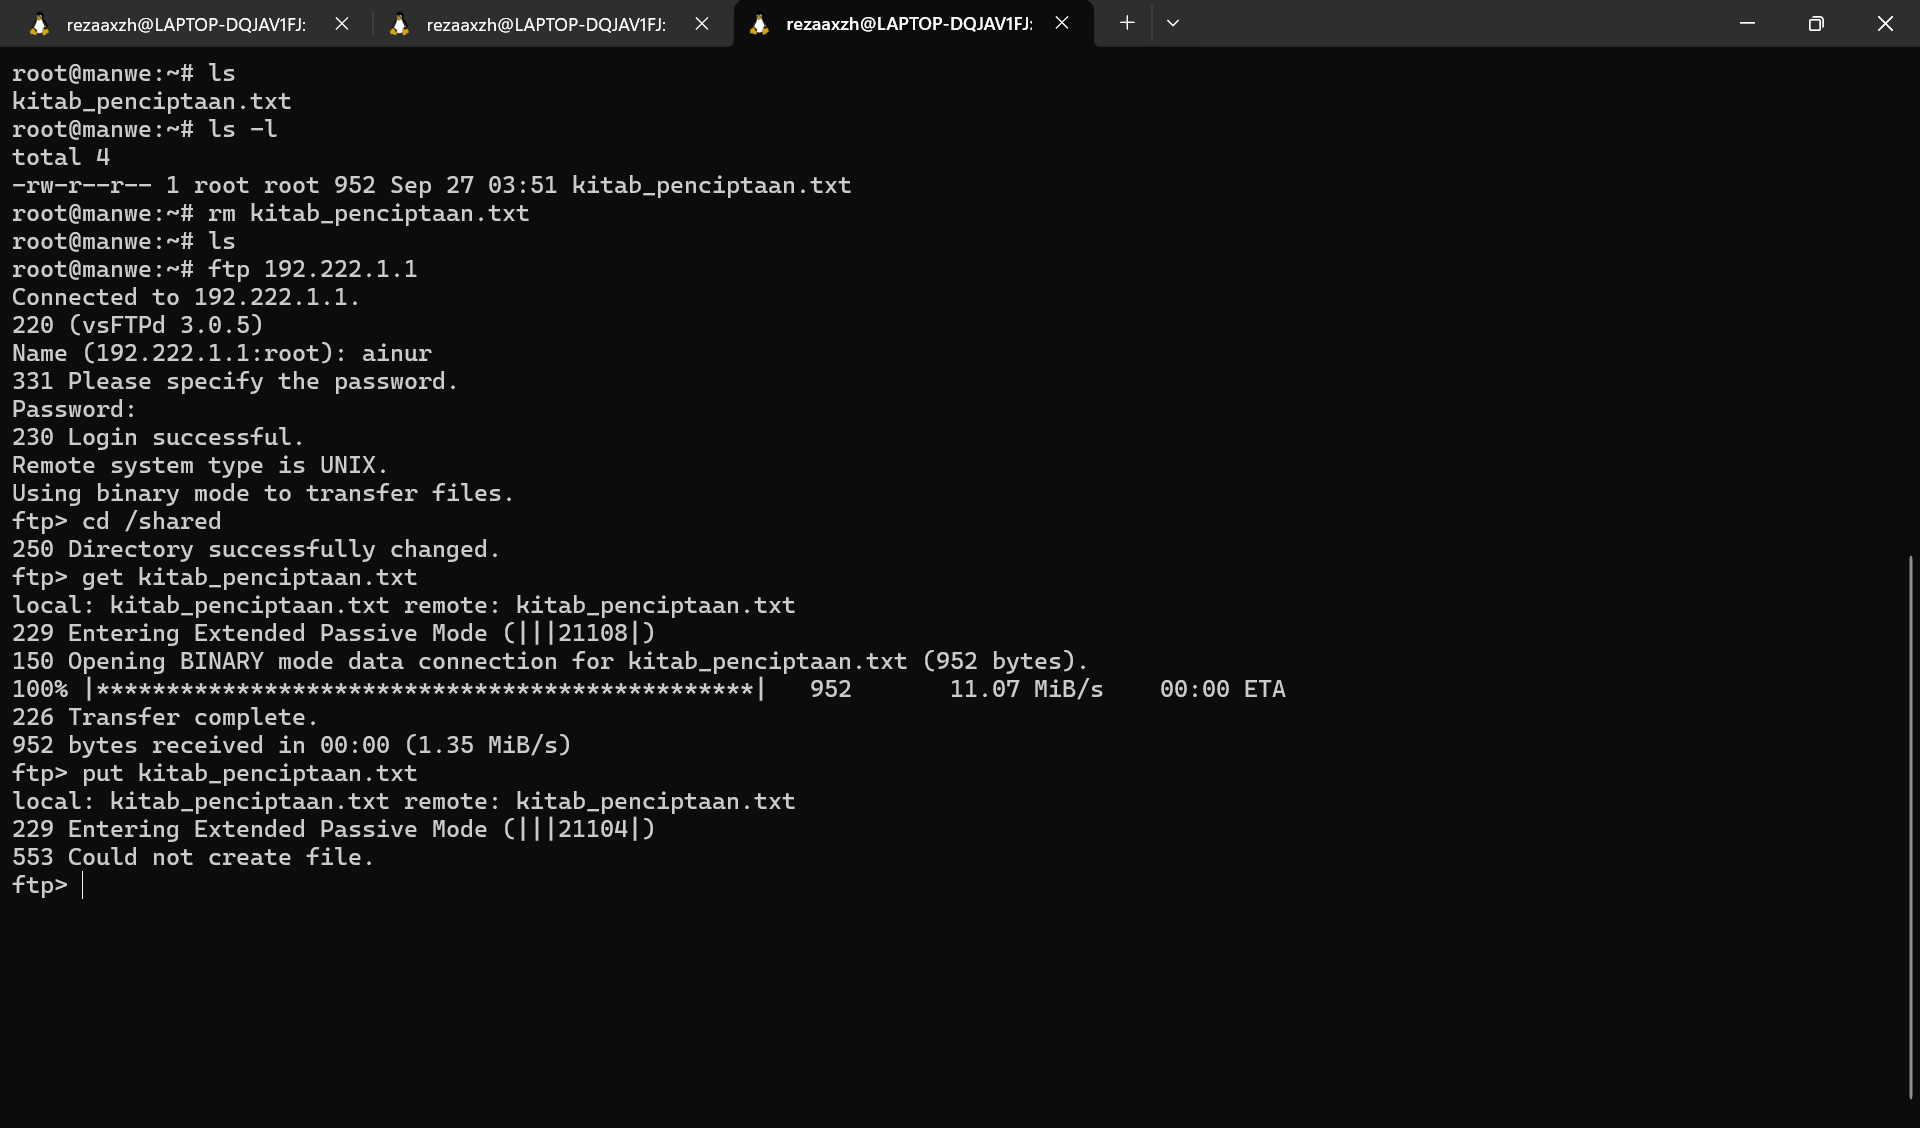 rezaaxzh@LAPTOP-DQJAV1FJ:
rezaaxzh@LAPTOP-DQJAV1FJ:
rezaaxzh@LAPTOP-DQJAV1FJ:
root@manwe:~# ls
kitab_penciptaan.txt
root@manwe:~# ls -l
total 4
-rw-r--r-- 1 root root 952 Sep 27 03:51 kitab_penciptaan.txt
root@manwe:~# rm kitab_penciptaan.txt
root@manwe:~# ls
root@manwe:~# ftp 192.222.1.1
Connected to 192.222.1.1.
220 (vsFTPd 3.0.5)
Name (192.222.1.1:root): ainur
331 Please specify the password.
Password:
230 Login successful.
Remote system type is UNIX.
Using binary mode to transfer files.
ftp> cd /shared
250 Directory successfully changed.
ftp> get kitab_penciptaan.txt
local: kitab_penciptaan.txt remote: kitab_penciptaan.txt
229 Entering Extended Passive Mode (|||21108|)
150 Opening BINARY mode data connection for kitab_penciptaan.txt (952 bytes).
100% |***********************************************|   952       11.07 MiB/s    00:00 ETA
226 Transfer complete.
952 bytes received in 00:00 (1.35 MiB/s)
ftp> put kitab_penciptaan.txt
local: kitab_penciptaan.txt remote: kitab_penciptaan.txt
229 Entering Extended Passive Mode (|||21104|)
553 Could not create file.
ftp>